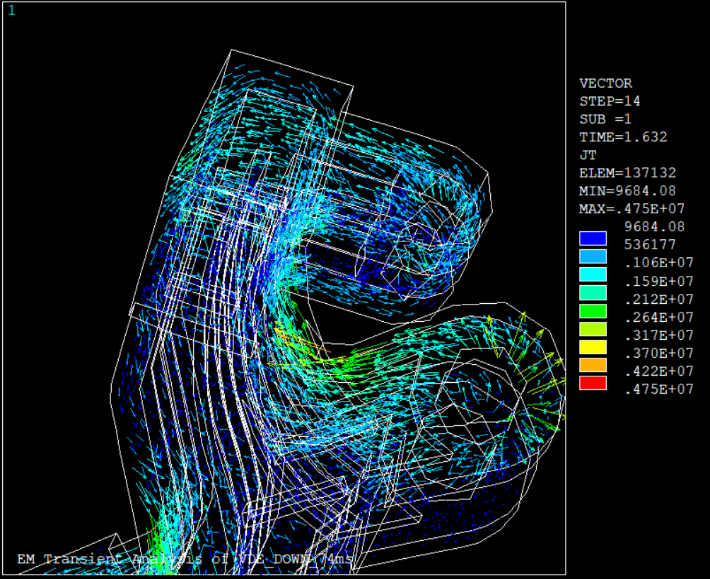 1
VECTOR
STEP=14
SUB =1
TIME=1.632
JT
ELEM=137132
MIN=9684.08
MAX=.475E+07
9684.08
536177
.106E+07
.159E+07
.212E+07
.264E+07
.317E+07
.370E+07
.422E+07
.475E+07
EM Transient Analysis of VDE DOWN 74ms